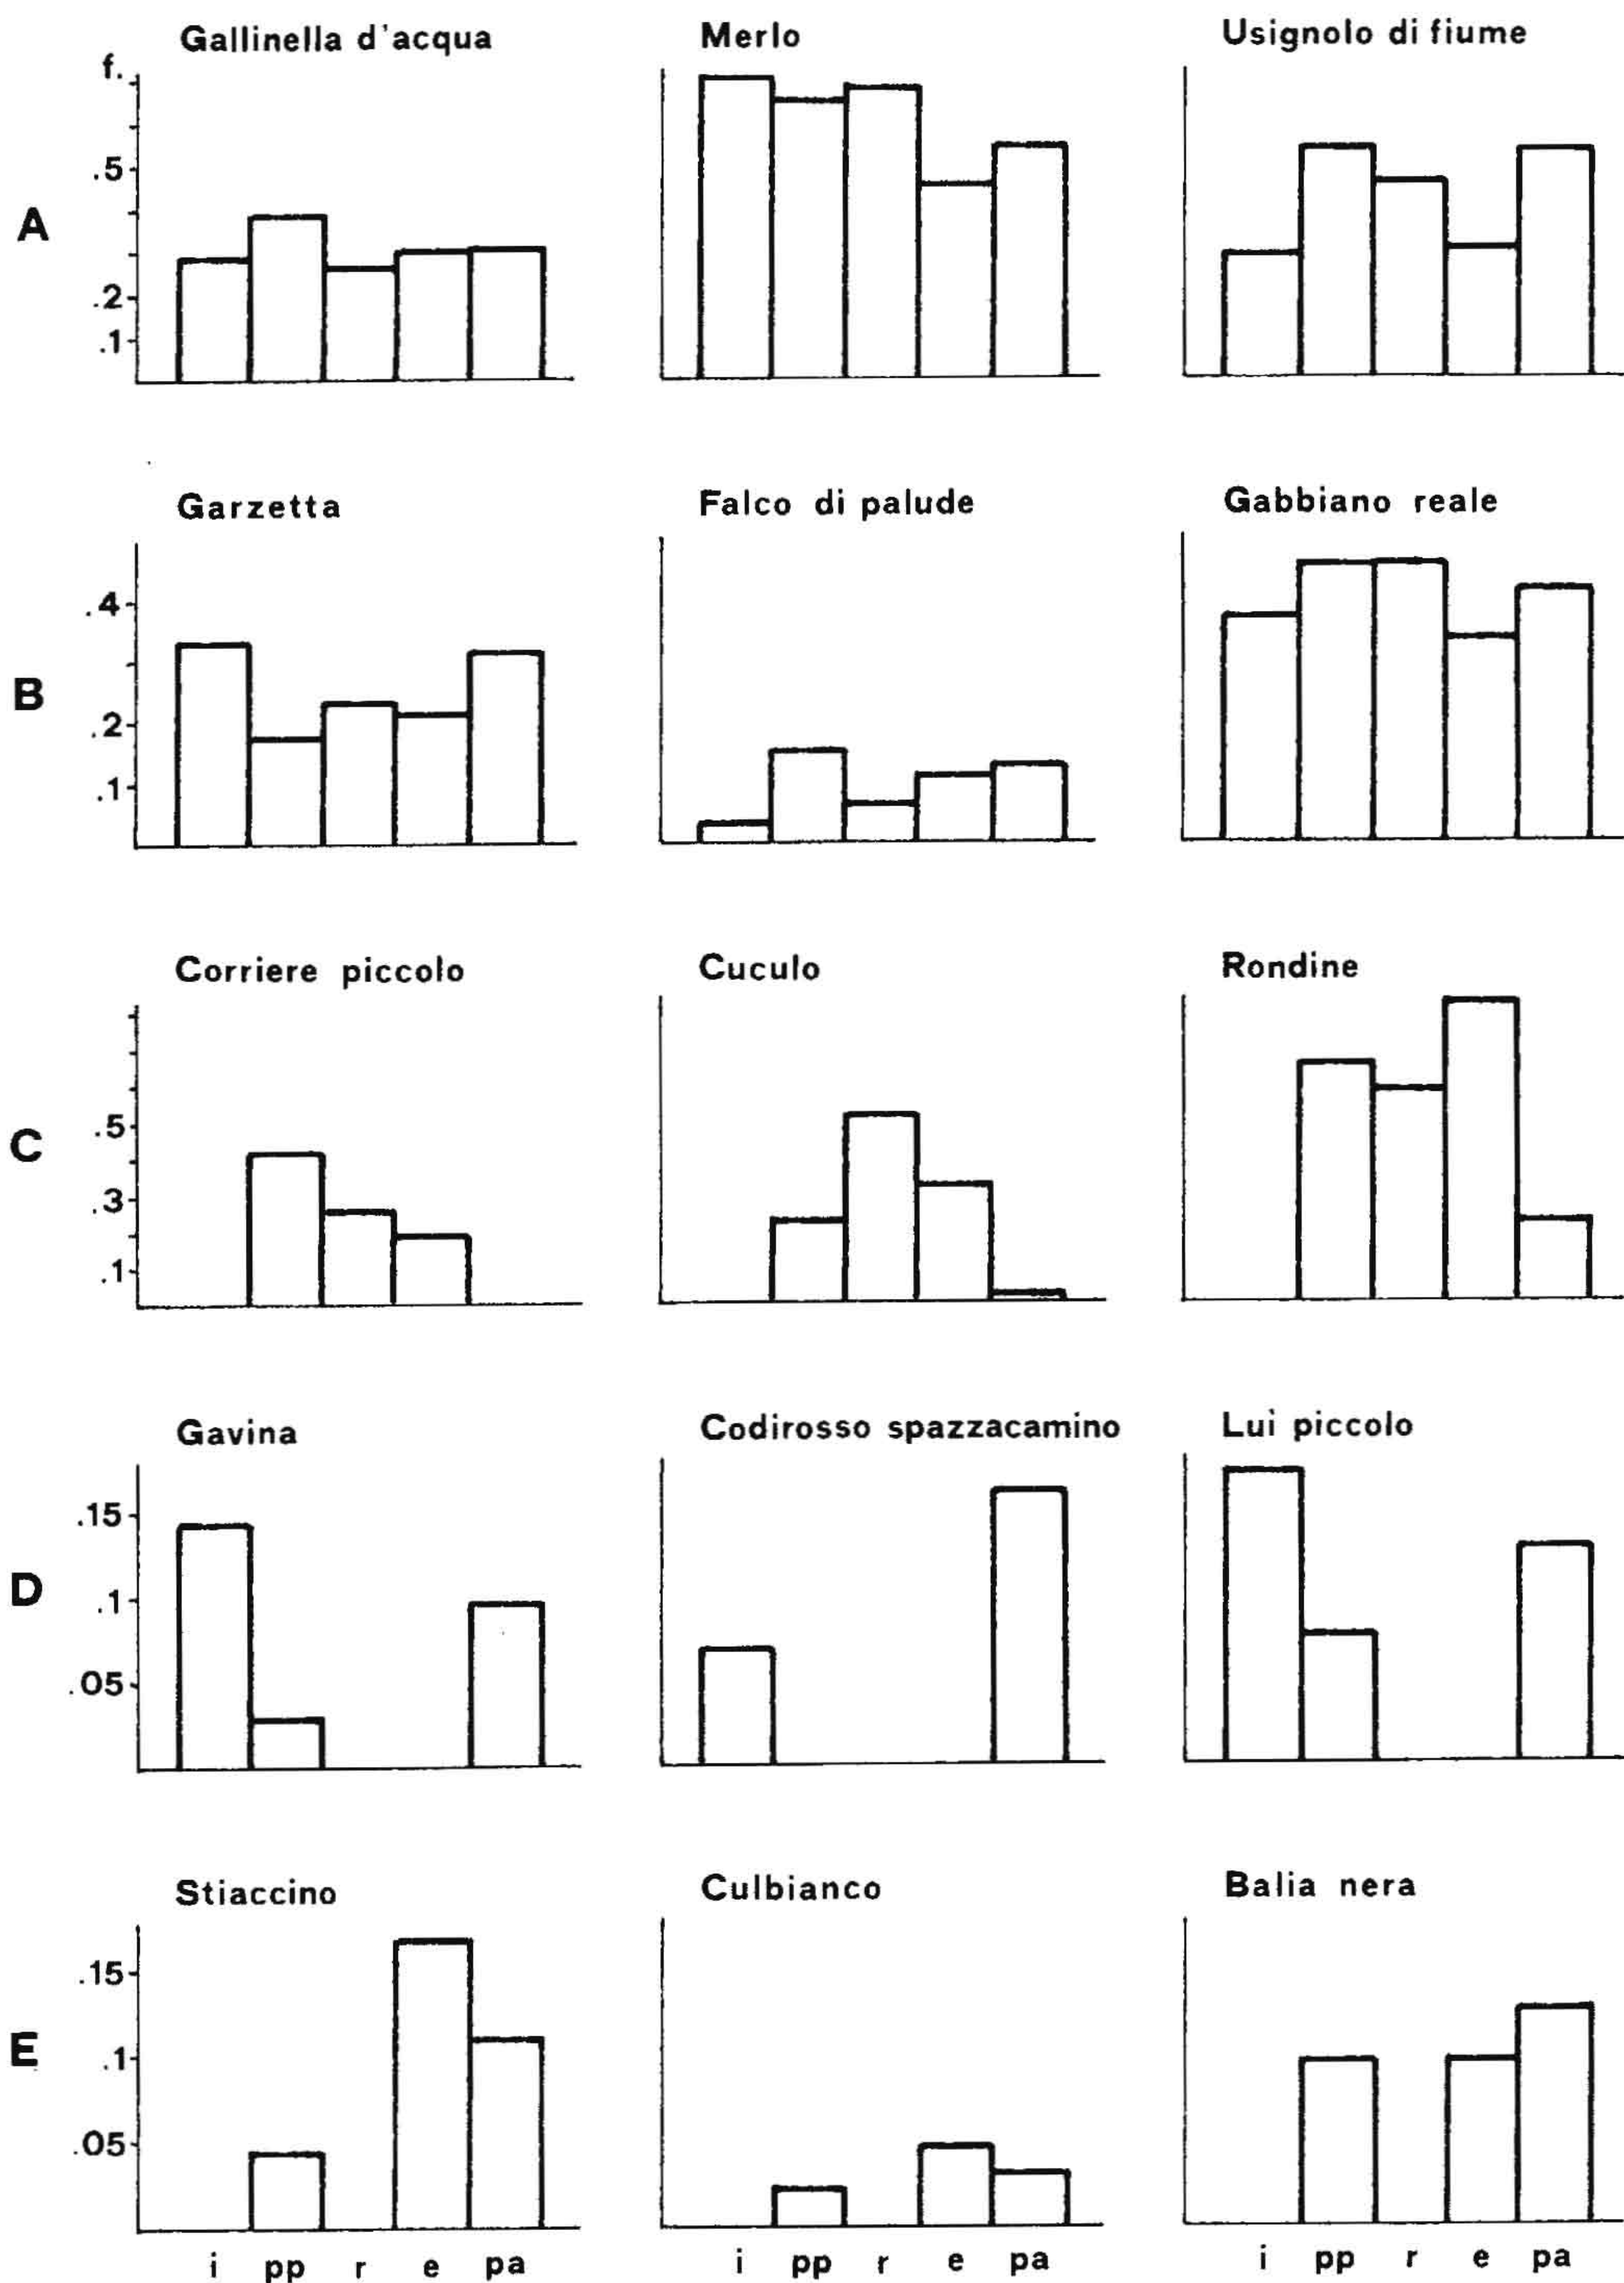 Gallinella d'acqua Merlo Usignolo di fiume
f.
.5
A
.2
.1
Garzetta Falco di palude Gabbiano reale
.4
B
.2
.1
Corriere piccolo Cuculo Rondine
.5
C
.3
.1
Gavina Codirosso spazzacamino Luì piccolo
.15
D
.1
.05
Stiaccino Culbianco Balia nera
.15
E
.1
.05
i pp r e pa i pp r e pa i pp r e pa